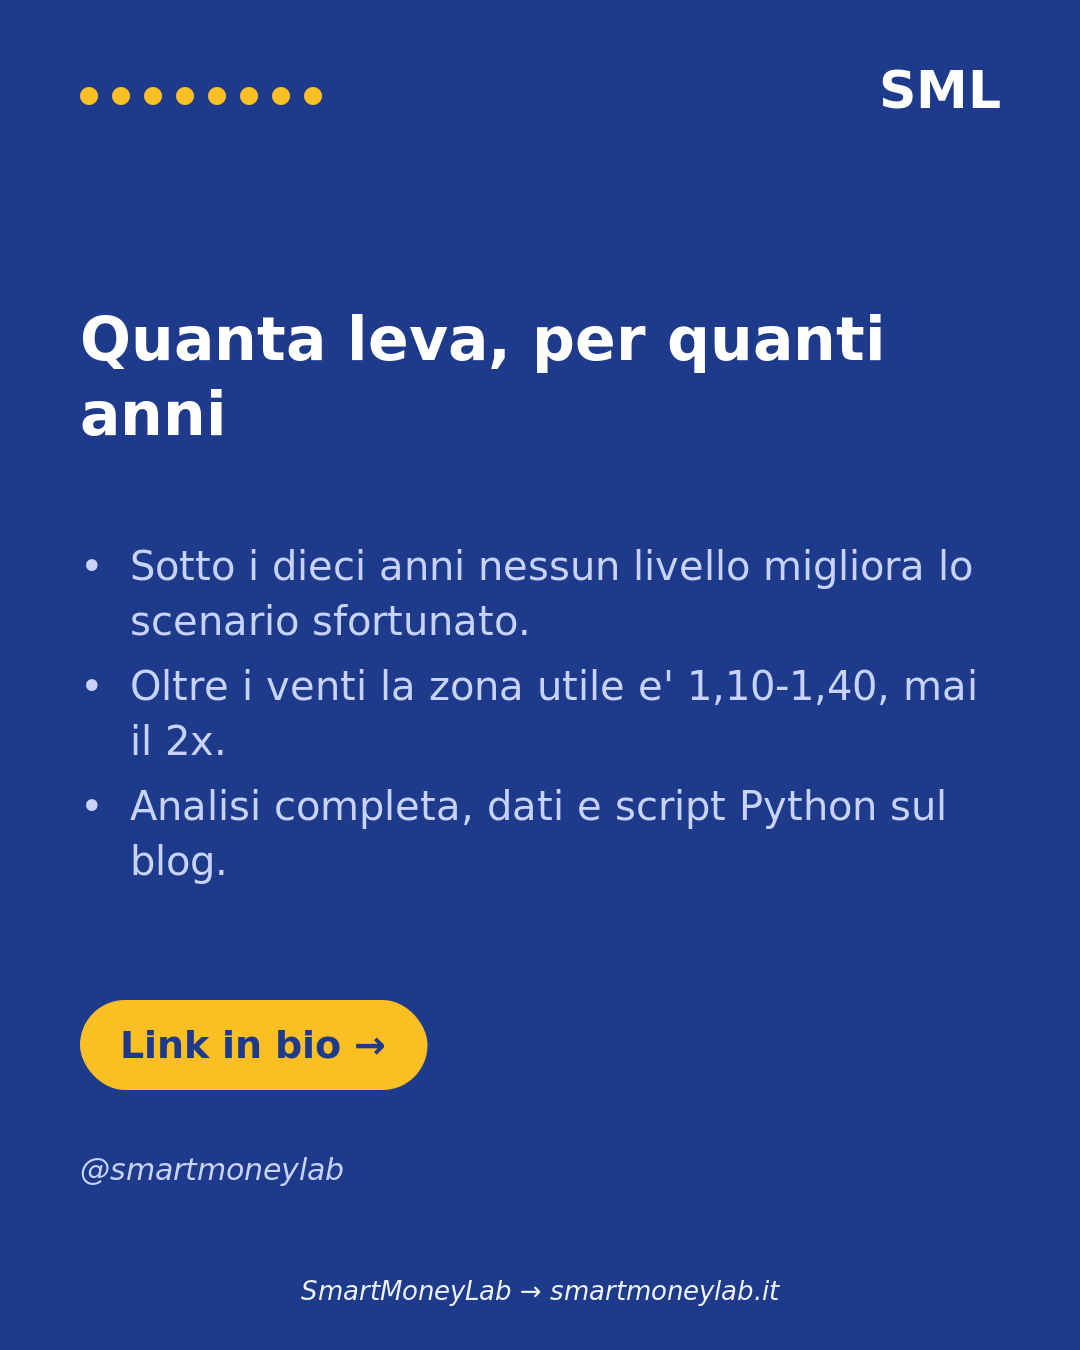 SML
Quanta leva, per quanti
anni
• Sotto i dieci anni nessun livello migliora lo
scenario sfortunato.
• Oltre i venti la zona utile e' 1,10-1,40, mai
il 2x.
• Analisi completa, dati e script Python sul
blog.
Link in bio →
@smartmoneylab
SmartMoneyLab → smartmoneylab.it